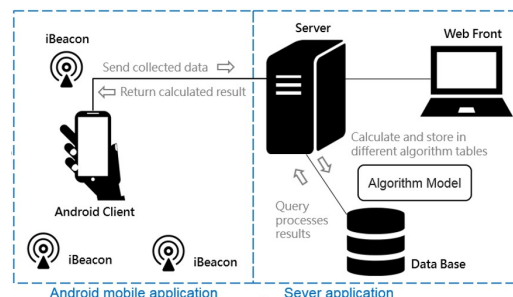 iBeacon
Send collected data
Return calculated result
Android Client
iBeacon
iBeacon
Android mobile application
Server
Web Front
Calculate and store in
different algorithm tables
Algorithm Model
Query
processes
results
Data Base
Sever application